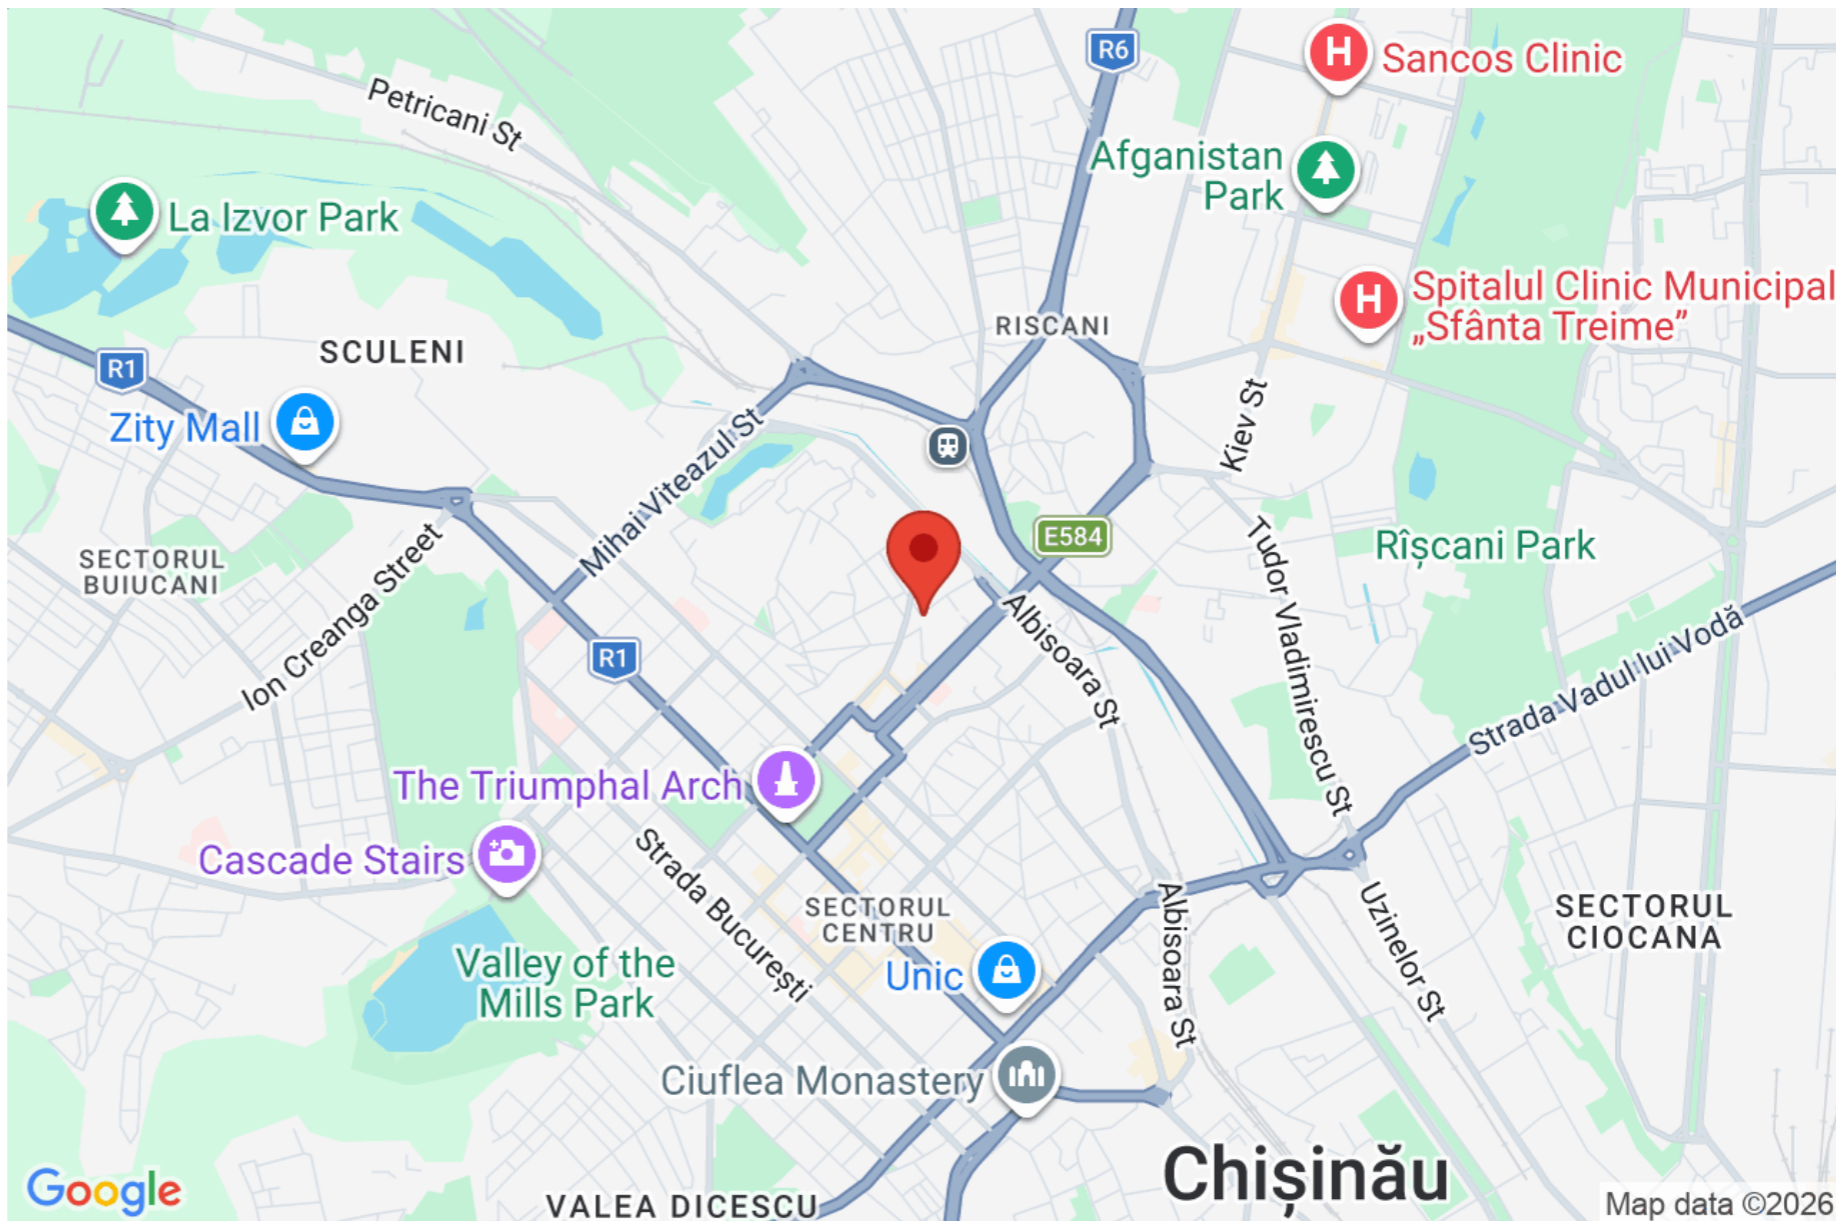 R6
Sancos Clinic
Petricani St
Afganistan
Park
La Izvor Park
Spitalul Clinic Municipal
„Sfânta Treime”
RISCANI
SCULENI
R1
Zity Mall
Kiev St
Mihai Viteazul St
E584
Rîșcani Park
SECTORUL
BUIUCANI
Ion Creanga Street
Tudor Vladimirescu St
Albisoara St
R1
Strada Vadul lui Vodă
The Triumphal Arch
Cascade Stairs
Strada București
SECTORUL
CENTRU
Albisoara St
Uzinelor St
SECTORUL
CIOCANA
Valley of the
Mills Park
Unic
Ciuflea Monastery
Chișinău
Google
VALEA DICESCU
Map data ©2026